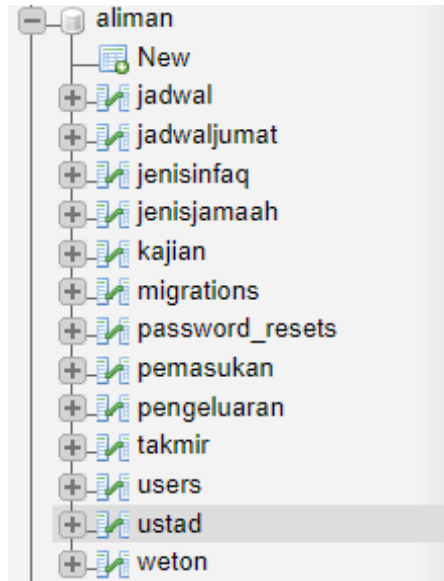 aliman
New
jadwal
jadwaljumat
jenisinfaq
jenisjamaah
kajian
migrations
password_resets
pemasukan
pengeluaran
takmir
users
ustad
weton